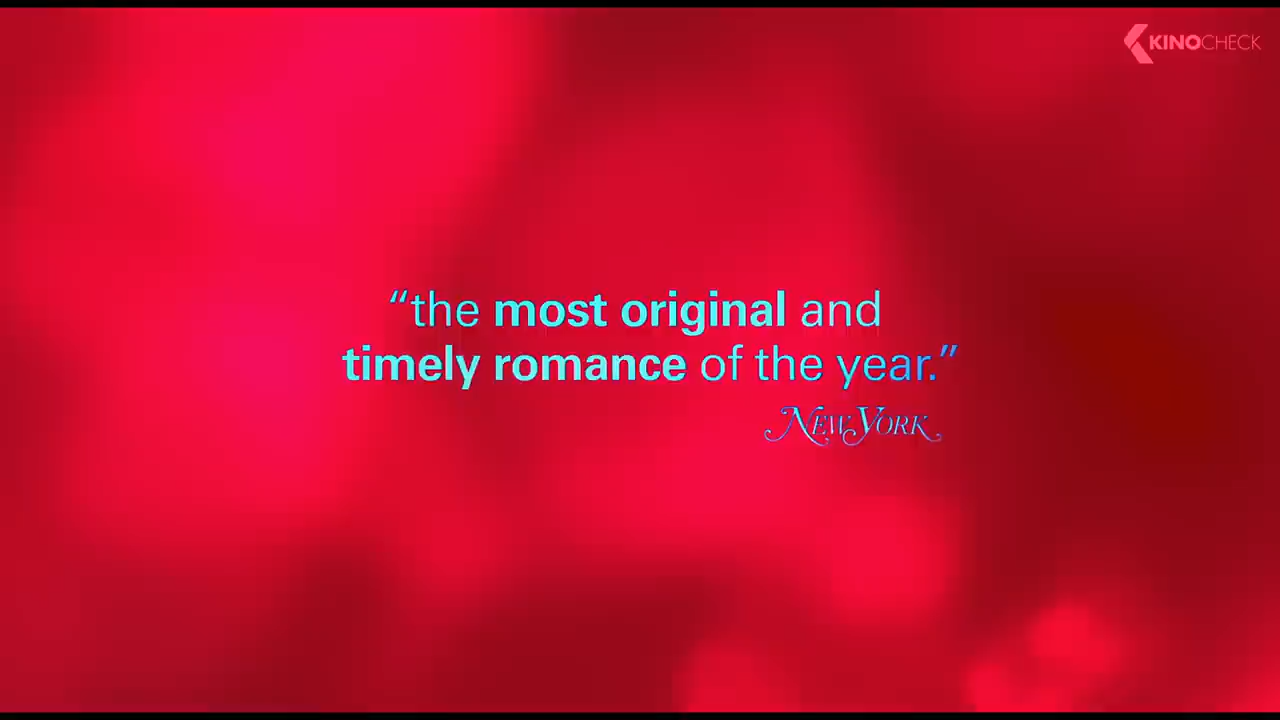 KINOCHECK
“the most original and
timely romance of the year.”
NEW YORK